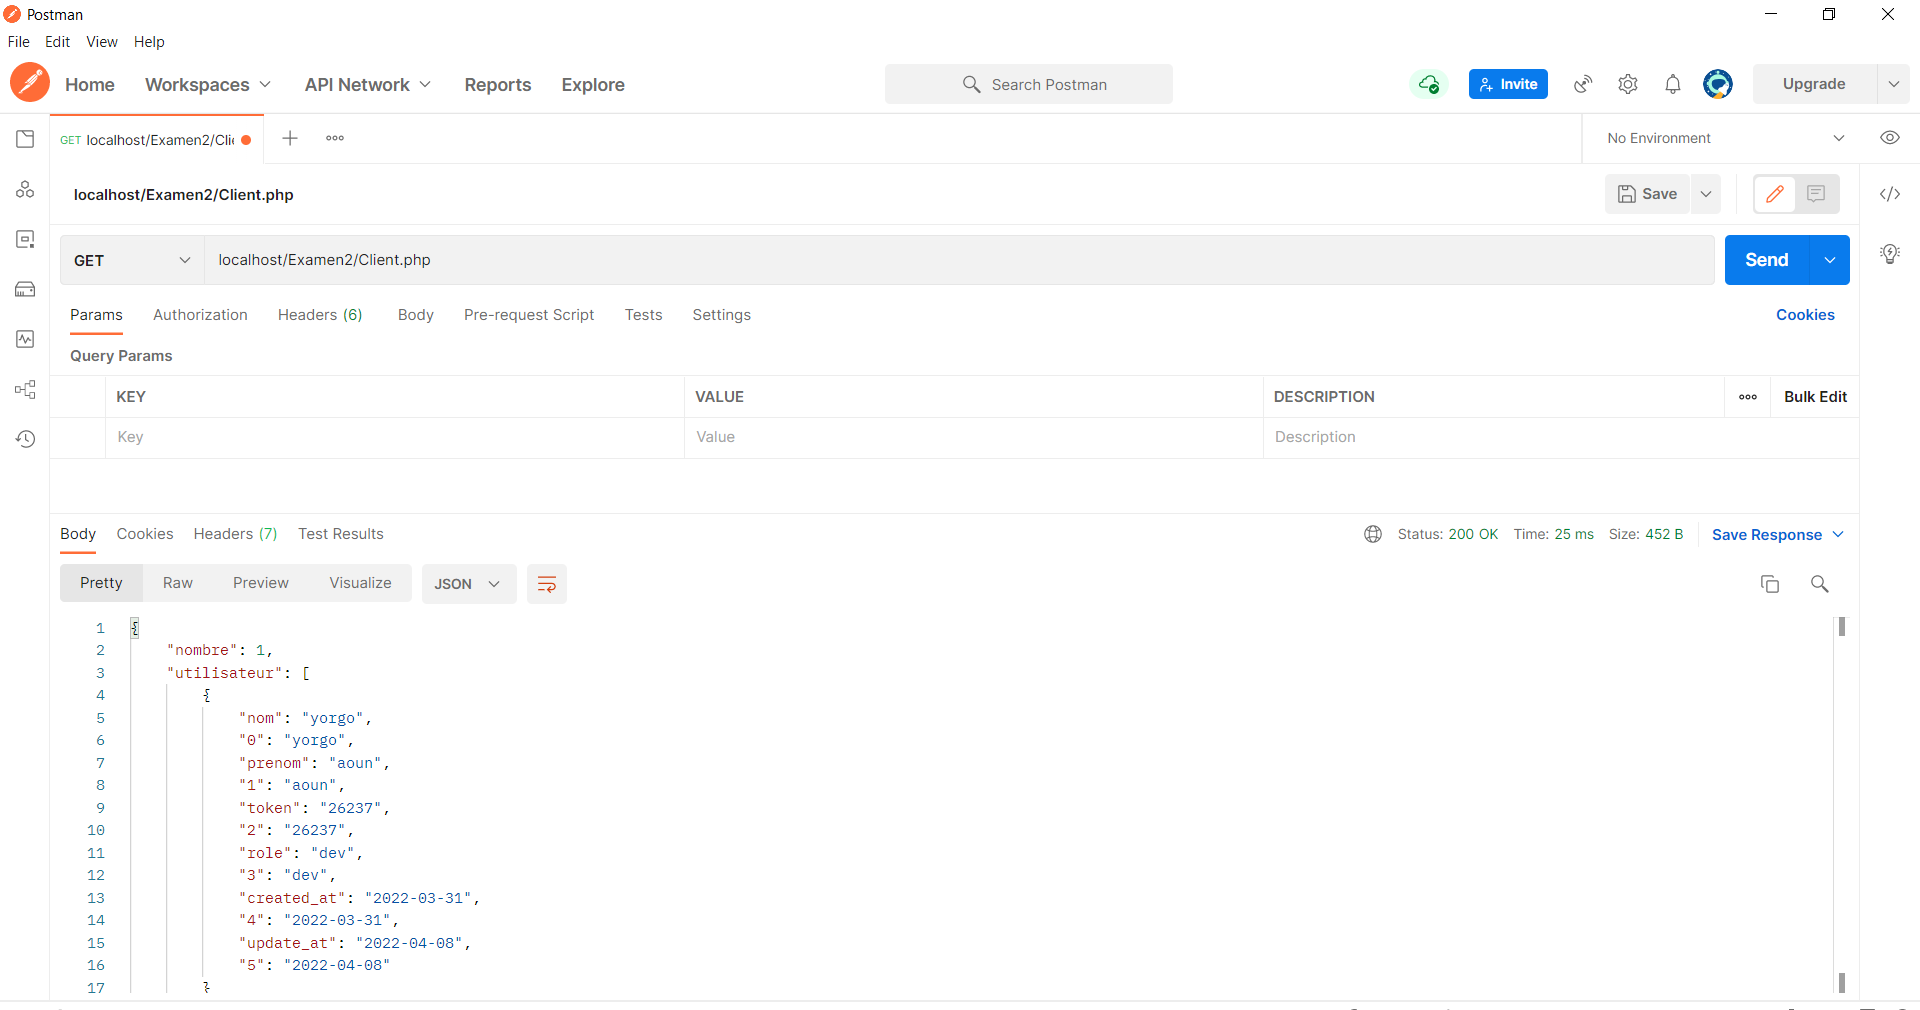 Postman
File Edit View Help
Home Workspaces API Network Reports Explore Search Postman Invite Upgrade
GET localhost/Examen2/Clie No Environment
localhost/Examen2/Client.php Save
GET localhost/Examen2/Client.php Send
Params Authorization Headers (6) Body Pre-request Script Tests Settings Cookies
Query Params
KEY VALUE DESCRIPTION Bulk Edit
Key Value Description
Body Cookies Headers (7) Test Results Status: 200 OK Time: 25 ms Size: 452 B Save Response
Pretty Raw Preview Visualize JSON
1 {
2 "nombre": 1,
3 "utilisateur": [
4 {
5 "nom": "yorgo",
6 "0": "yorgo",
7 "prenom": "aoun",
8 "1": "aoun",
9 "token": "26237",
10 "2": "26237",
11 "role": "dev",
12 "3": "dev",
13 "created_at": "2022-03-31",
14 "4": "2022-03-31",
15 "update_at": "2022-04-08",
16 "5": "2022-04-08"
17 }